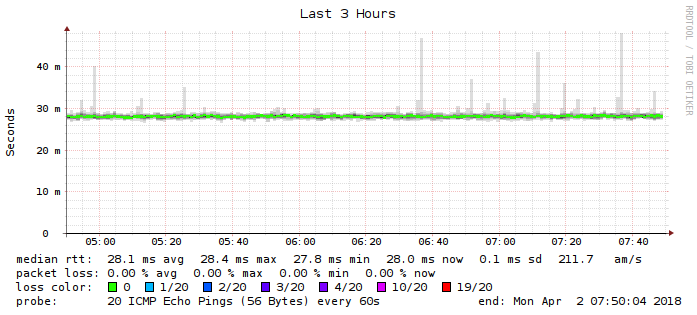 Last 3 Hours
RRDTOOL / TOBI OETIKER
Seconds
40 m
30 m
20 m
10 m
0
05:00 05:20 05:40 06:00 06:20 06:40 07:00 07:20 07:40
median rtt: 28.1 ms avg 28.4 ms max 27.8 ms min 28.0 ms now 0.1 ms sd 211.7 am/s
packet loss: 0.00 % avg 0.00 % max 0.00 % min 0.00 % now
loss color: 0 1/20 2/20 3/20 4/20 10/20 19/20
probe: 20 ICMP Echo Pings (56 Bytes) every 60s end: Mon Apr 2 07:50:04 2018